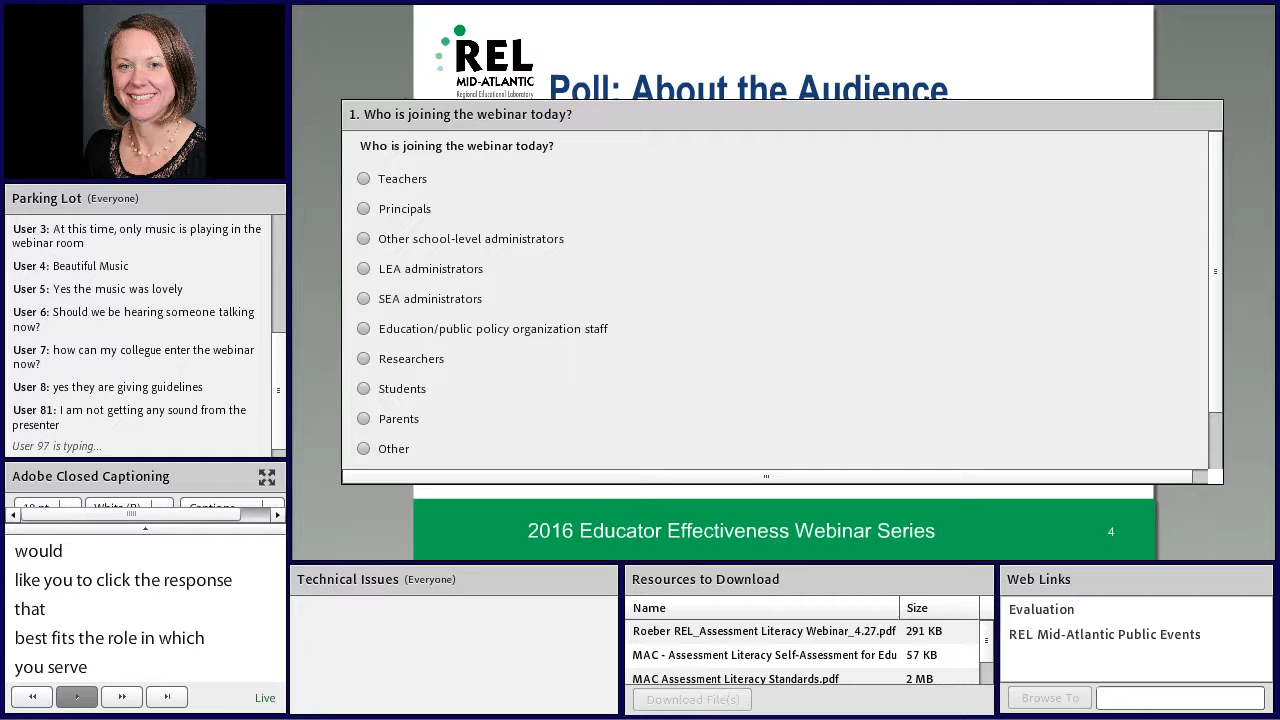 REL
MID-ATLANTIC
Regional Educational Laboratory
Poll: About the Audience
1. Who is joining the webinar today?
Who is joining the webinar today?
Teachers
Principals
Other school-level administrators
LEA administrators
SEA administrators
Education/public policy organization staff
Researchers
Students
Parents
Other
2016 Educator Effectiveness Webinar Series
4
Parking Lot (Everyone)
User 3: At this time, only music is playing in the
webinar room
User 4: Beautiful Music
User 5: Yes the music was lovely
User 6: Should we be hearing someone talking
now?
User 7: how can my collegue enter the webinar
now?
User 8: yes they are giving guidelines
User 81: I am not getting any sound from the
presenter
User 97 is typing...
Adobe Closed Captioning
would
like you to click the response
that
best fits the role in which
you serve
Live
Technical Issues (Everyone)
Resources to Download
Name Size
Roeber REL_Assessment Literacy Webinar_4.27.pdf 291 KB
MAC - Assessment Literacy Self-Assessment for Edu 57 KB
MAC Assessment Literacy Standards.pdf 2 MB
Download File(s)
Web Links
Evaluation
REL Mid-Atlantic Public Events
Browse To